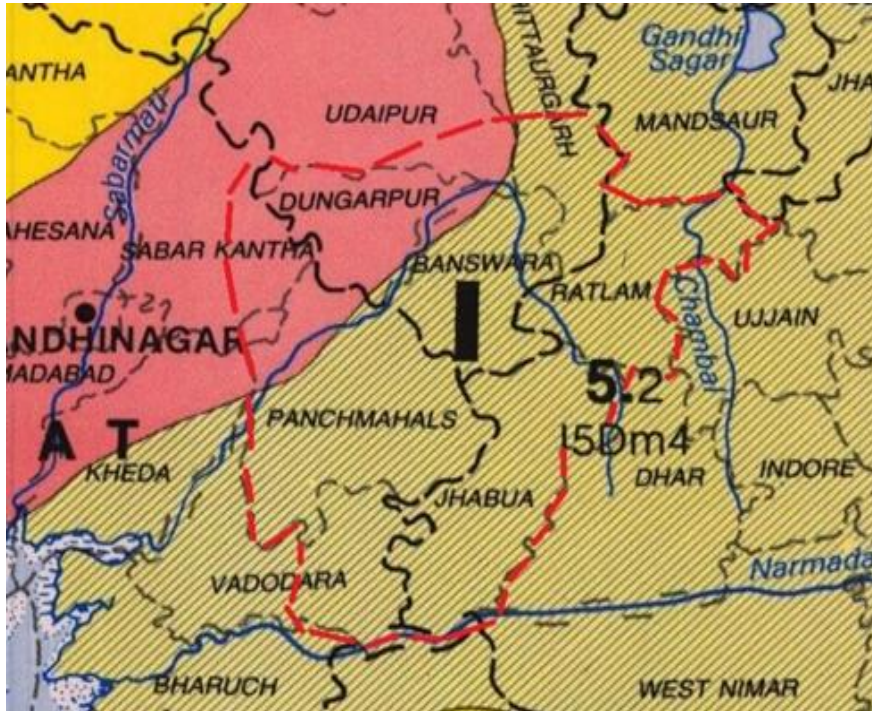 ANTHA
Sabarmati
UDAIPUR
HITTAURGARH
Gandhi
Sagar
MANDSAUR
JHA
DUNGARPUR
AHESANA
SABAR KANTHA
BANSWARA
RATLAM
Chambal
UJJAIN
I
NDHINAGAR
MADABAD
5.2
I5Dm4
PANCHMAHALS
A T
KHEDA
DHAR
INDORE
JHABUA
VADODARA
Narmada
BHARUCH
WEST NIMAR